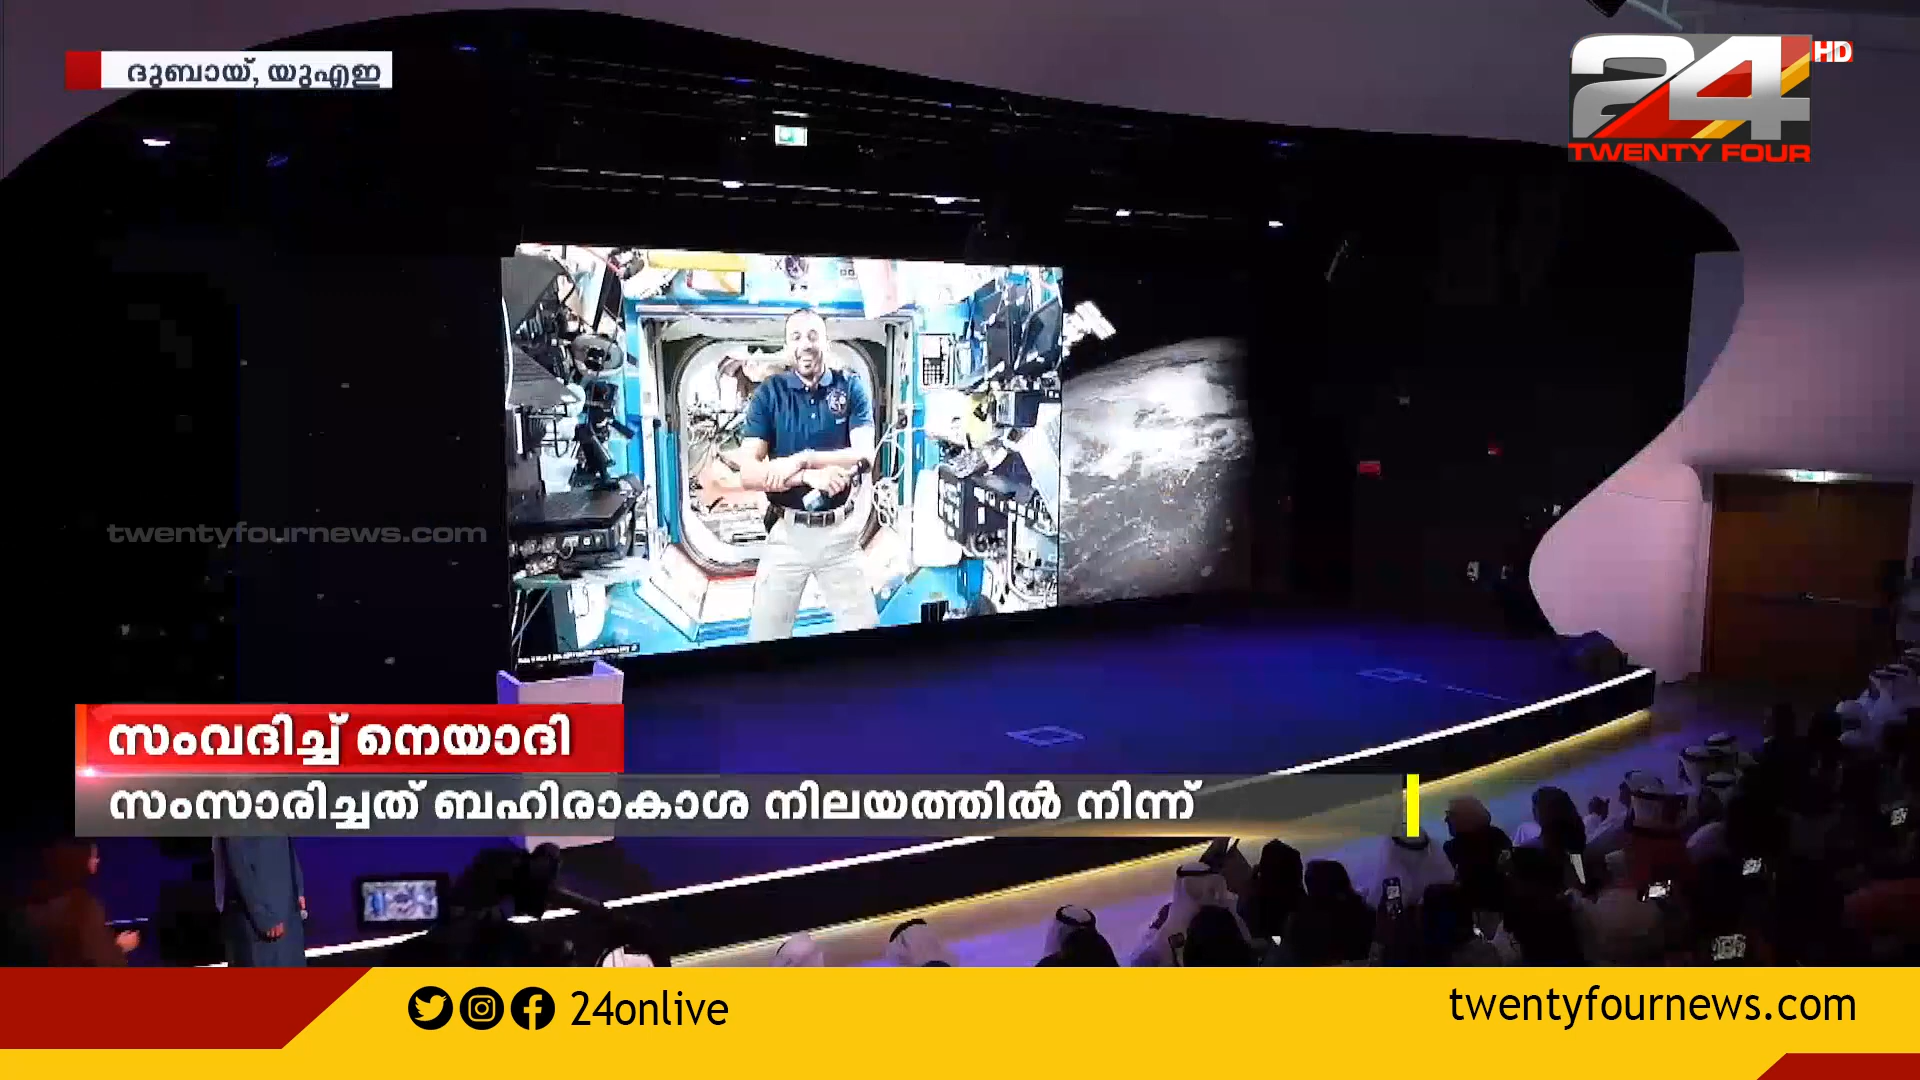 ദുബായ്, യുഎഇ
24 HD
TWENTY FOUR
twentyfournews.com
സംവദിച്ച് നെയാദി
സംസാരിച്ചത് ബഹിരാകാശ നിലയത്തിൽ നിന്ന്
24onlive
twentyfournews.com